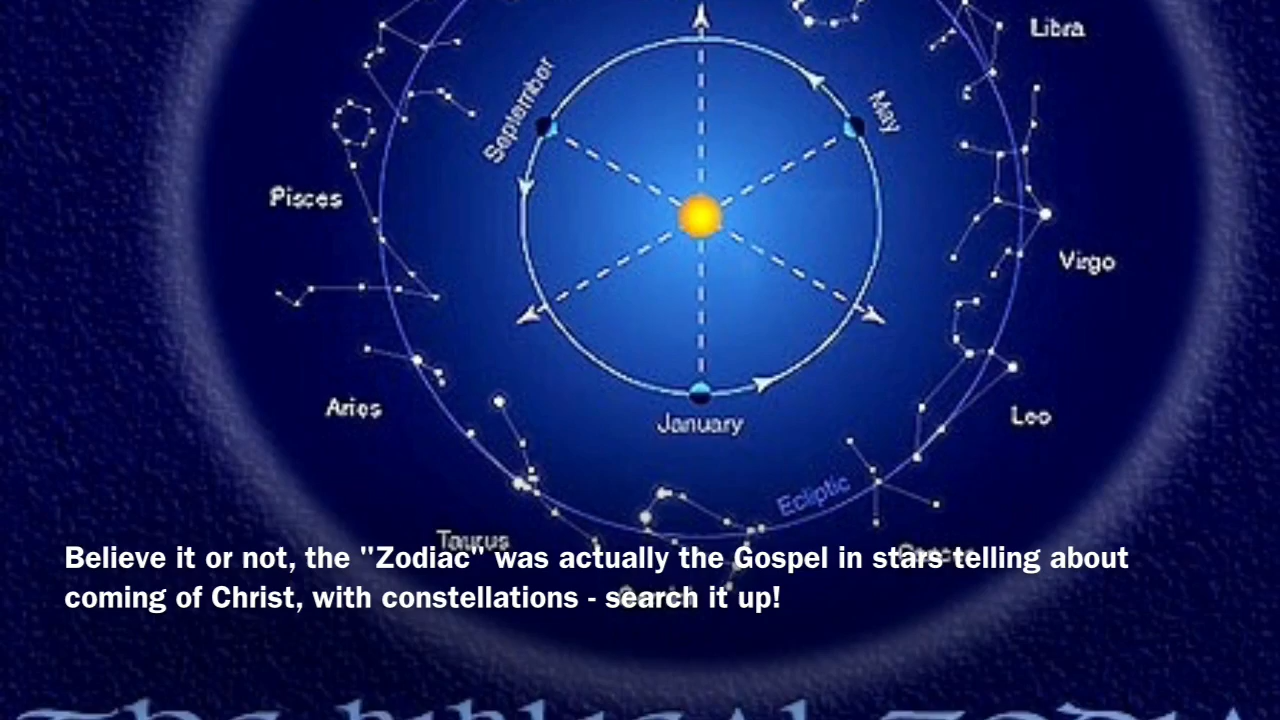 Libra
May
September
Pisces
Virgo
Aries
Leo
January
Ecliptic
Taurus
Believe it or not, the "Zodiac" was actually the Gospel in stars telling about
coming of Christ, with constellations - search it up!